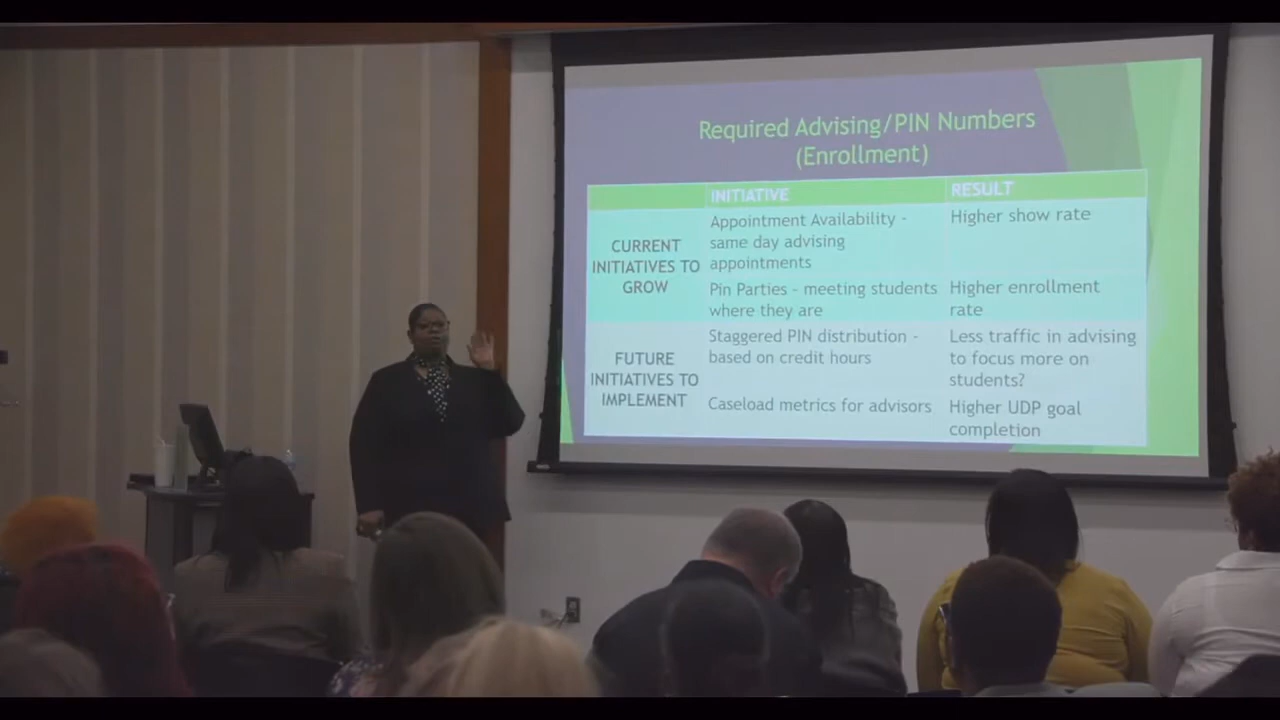 Required Advising/PIN Numbers
(Enrollment)
INITIATIVE
RESULT
CURRENT
INITIATIVES TO
GROW
Appointment Availability –
same day advising
appointments
Higher show rate
Pin Parties – meeting students
where they are
Higher enrollment
rate
FUTURE
INITIATIVES TO
IMPLEMENT
Staggered PIN distribution –
based on credit hours
Less traffic in advising
to focus more on
students?
Caseload metrics for advisors
Higher UDP goal
completion